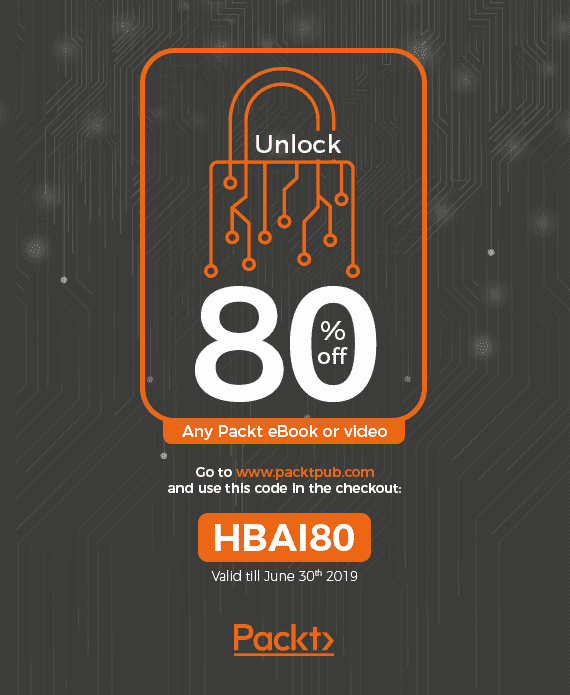 Unlock
80
%
off
Any Packt eBook or video
Go to www.packtpub.com
and use this code in the checkout:
HBAI80
Valid till June 30th 2019
Packt>